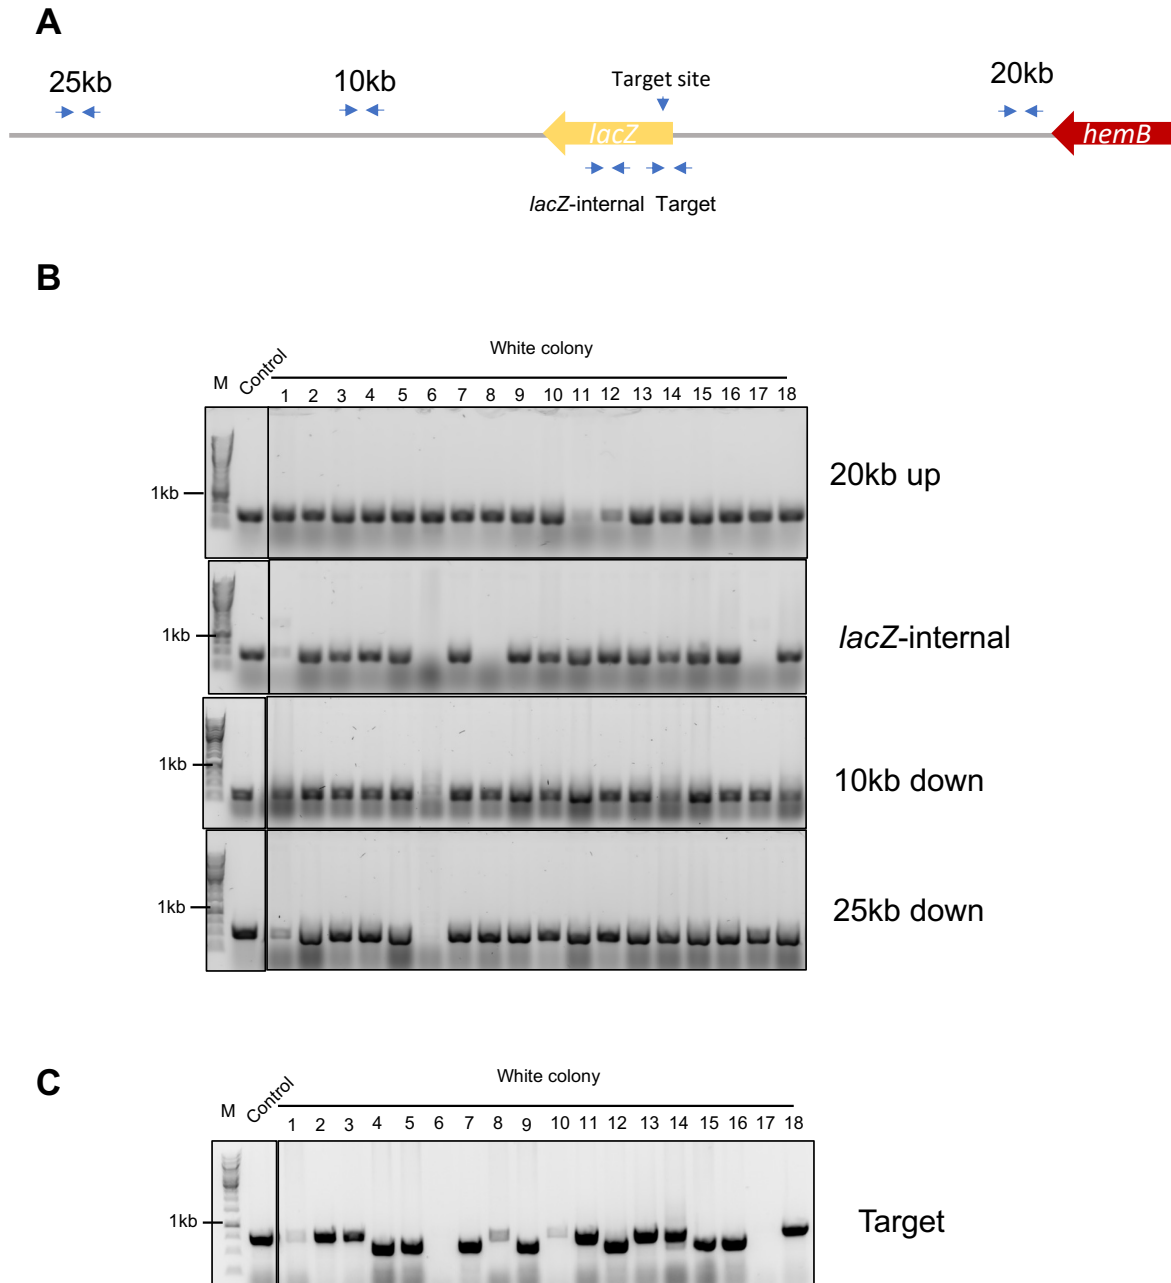 A
25kb
10kb
Target site
20kb
lacZ
hemB
lacZ-internal Target
B
White colony
M Control
1 2 3 4 5 6 7 8 9 10 11 12 13 14 15 16 17 18
1kb
20kb up
1kb
lacZ-internal
1kb
10kb down
1kb
25kb down
C
White colony
M Control
1 2 3 4 5 6 7 8 9 10 11 12 13 14 15 16 17 18
1kb
Target